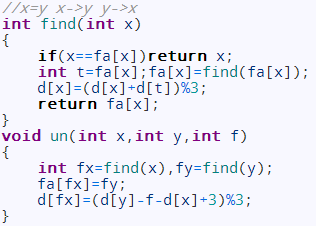 //x=y x->y y->x
int find(int x)
{
    if(x==fa[x])return x;
    int t=fa[x];fa[x]=find(fa[x]);
    d[x]=(d[x]+d[t])%3;
    return fa[x];
}
void un(int x,int y,int f)
{
    int fx=find(x),fy=find(y);
    fa[fx]=fy;
    d[fx]=(d[y]-f-d[x]+3)%3;
}